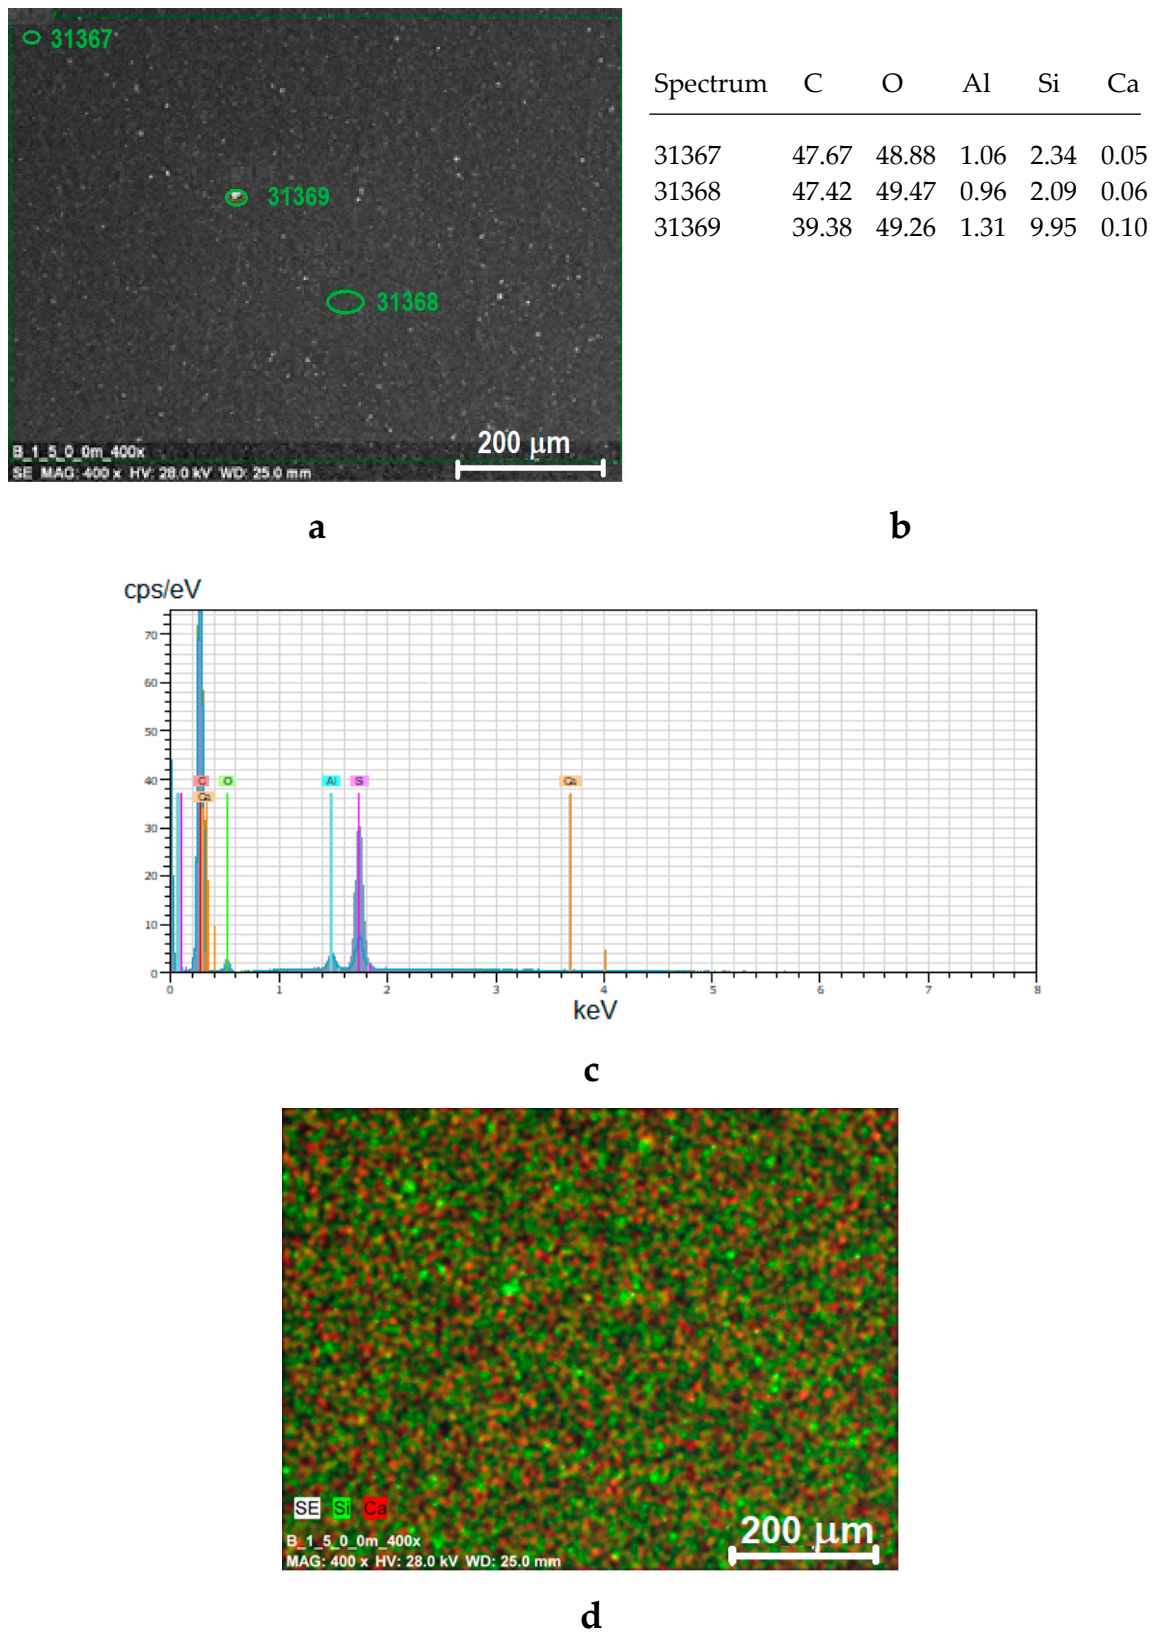 31367
31369
31368
B_1_5_0_0m_400x
SE MAG: 400 x HV: 28.0 kV WD: 25.0 mm
200 μm
a
Spectrum C O Al Si Ca
31367 47.67 48.88 1.06 2.34 0.05
31368 47.42 49.47 0.96 2.09 0.06
31369 39.38 49.26 1.31 9.95 0.10
b
cps/eV
70
60
50
40
30
20
10
0
C O Al Si Ca
Ca
0 1 2 3 4 5 6 7 8
keV
c
SE Si Ca
B_1_5_0_0m_400x
MAG: 400 x HV: 28.0 kV WD: 25.0 mm
200 μm
d